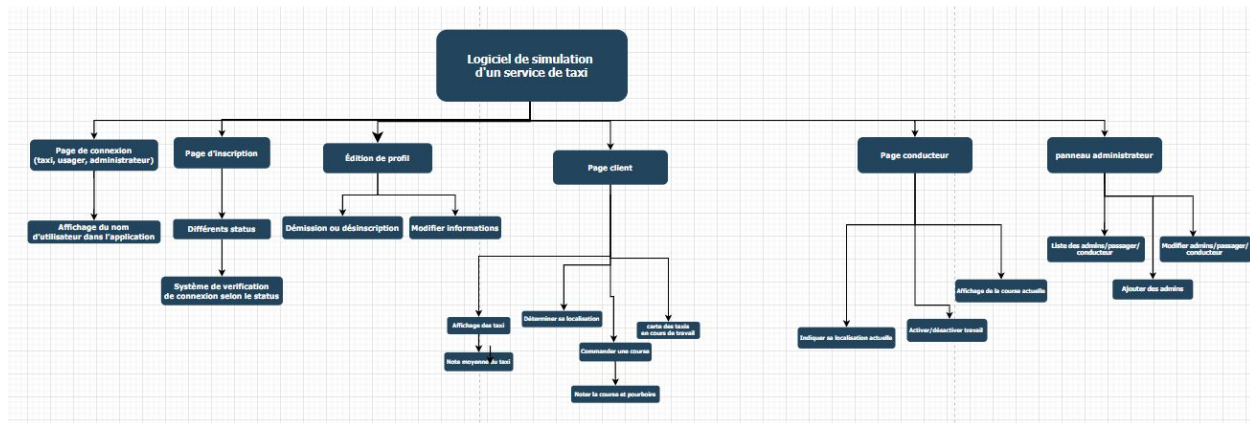 Logiciel de simulation
d'un service de taxi
Page de connexion
(taxi, usager, administrateur)
Page d'inscription
Édition de profil
Page client
Page conducteur
panneau administrateur
Affichage du nom
d'utilisateur dans l'application
Différents status
Démission ou désinscription
Modifier informations
Liste des admins/passager/
conducteur
Modifier admins/passager/
conducteur
Système de verification
de connexion selon le status
Affichage de la course actuelle
Ajouter des admins
Affichage des taxi
Déterminer sa localisation
carte des taxis
en cours de travail
Indiquer sa localisation actuelle
Activer/désactiver travail
Note moyenne du taxi
Commander une course
Noter la course et pourboire